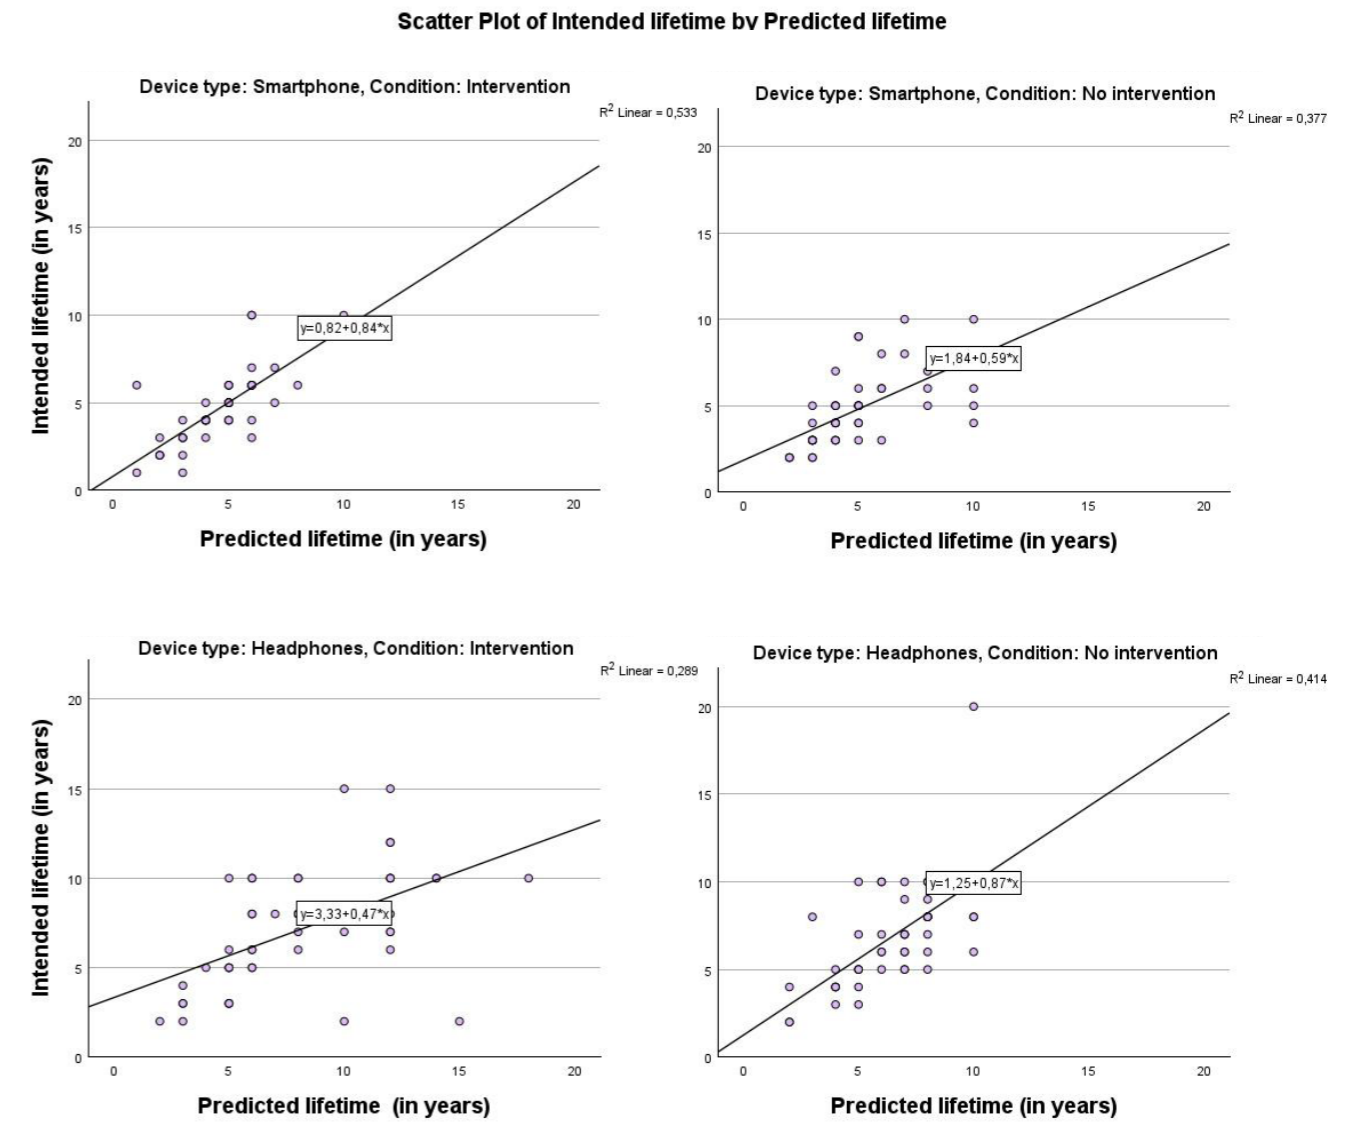 Scatter Plot of Intended lifetime by Predicted lifetime
Device type: Smartphone, Condition: Intervention
R2 Linear = 0,533
Intended lifetime (in years)
20
15
10
5
0
y=0,82+0,84*x
0 5 10 15 20
Predicted lifetime (in years)
Device type: Smartphone, Condition: No intervention
R2 Linear = 0,377
20
15
10
5
0
y=1,84+0,59*x
0 5 10 15 20
Predicted lifetime (in years)
Device type: Headphones, Condition: Intervention
R2 Linear = 0,289
Intended lifetime (in years)
20
15
10
5
0
y=3,33+0,47*x
0 5 10 15 20
Predicted lifetime (in years)
Device type: Headphones, Condition: No intervention
R2 Linear = 0,414
20
15
10
5
0
y=1,25+0,87*x
0 5 10 15 20
Predicted lifetime (in years)